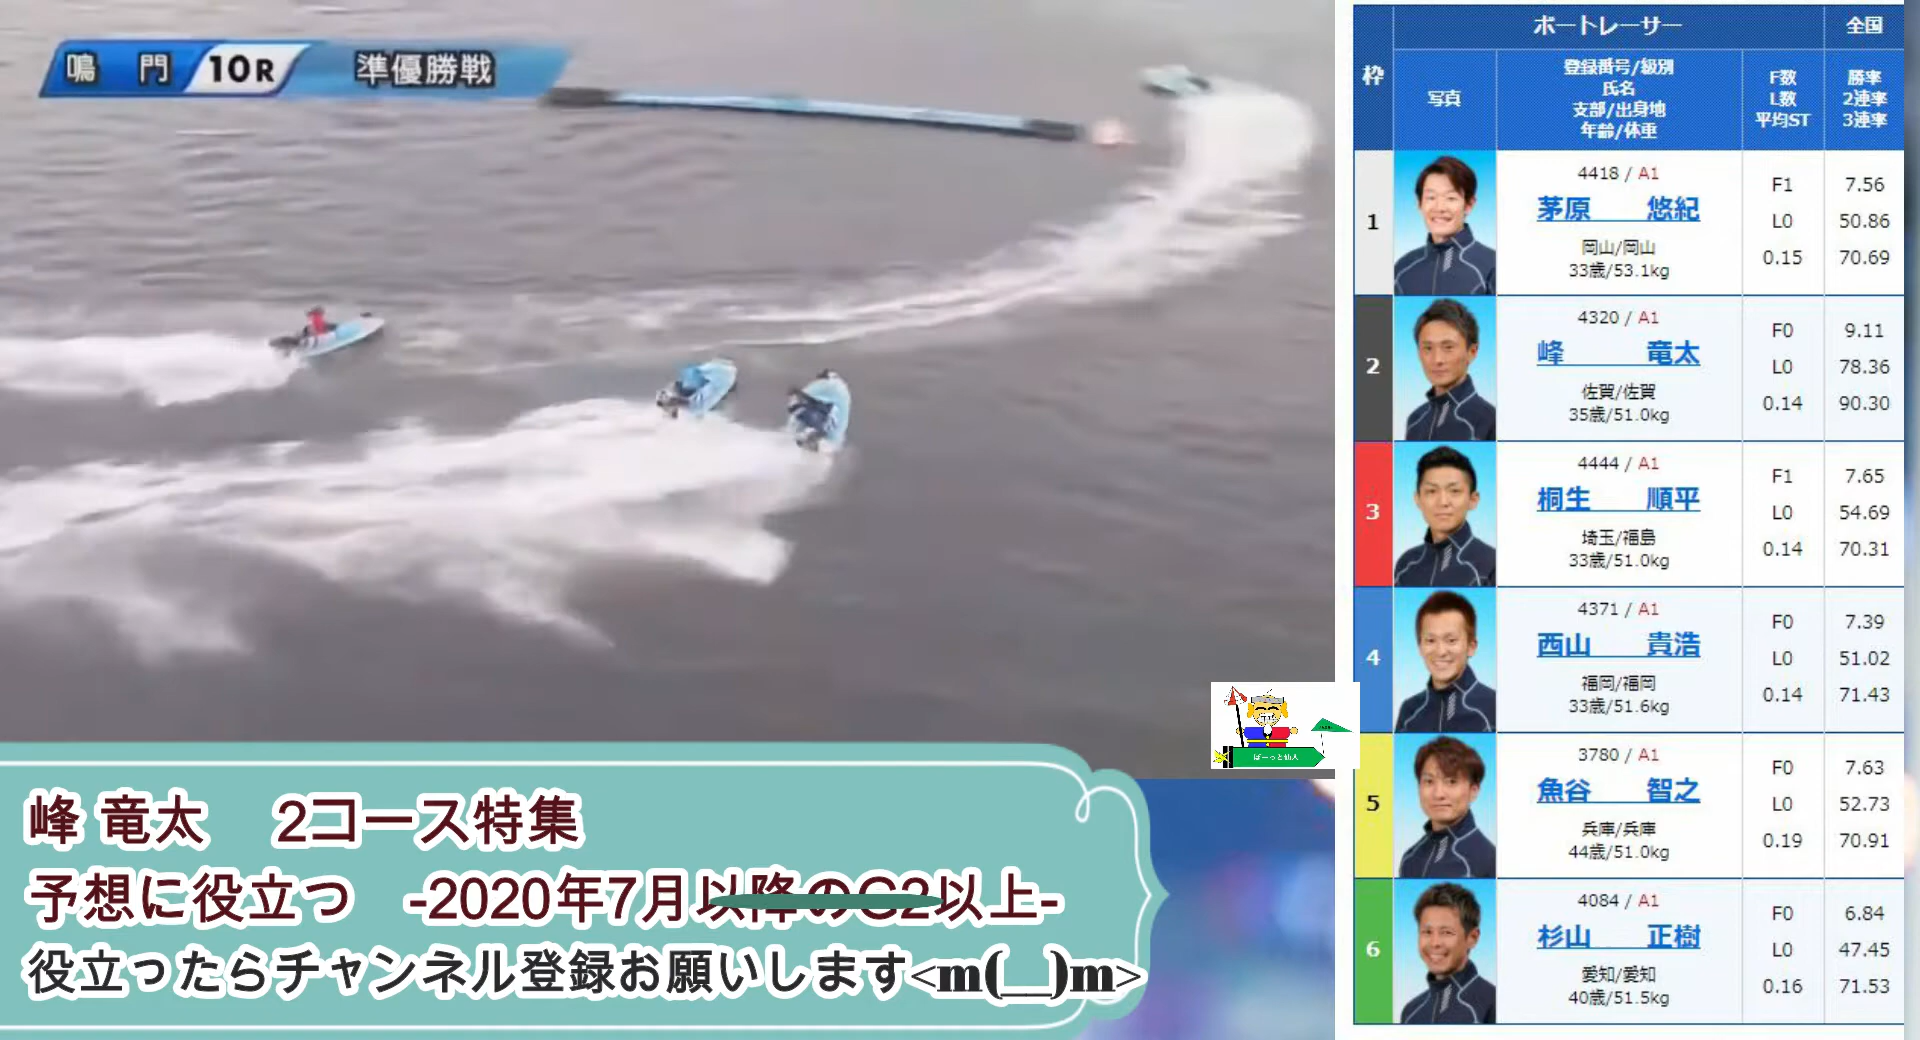 鳴門 10R 準優勝戦
枠 ボートレーサー 全国
写真 登録番号/級別 氏名 支部/出身地 年齢/体重 F数 L数 平均ST 勝率 2連率 3連率
1
4418 / A1
茅原 悠紀
岡山/岡山
33歳/53.1kg
F1
L0
0.15
7.56
50.86
70.69
2
4320 / A1
峰 竜太
佐賀/佐賀
35歳/51.0kg
F0
L0
0.14
9.11
78.36
90.30
3
4444 / A1
桐生 順平
埼玉/福島
33歳/51.0kg
F1
L0
0.14
7.65
54.69
70.31
4
4371 / A1
西山 貴浩
福岡/福岡
33歳/51.6kg
F0
L0
0.14
7.39
51.02
71.43
5
3780 / A1
魚谷 智之
兵庫/兵庫
44歳/51.0kg
F0
L0
0.19
7.63
52.73
70.91
6
4084 / A1
杉山 正樹
愛知/愛知
40歳/51.5kg
F0
L0
0.16
6.84
47.45
71.53
ぼーっと仙人
峰 竜太 2コース特集
予想に役立つ -2020年7月以降のG2以上-
役立ったらチャンネル登録お願いします<m(__)m>